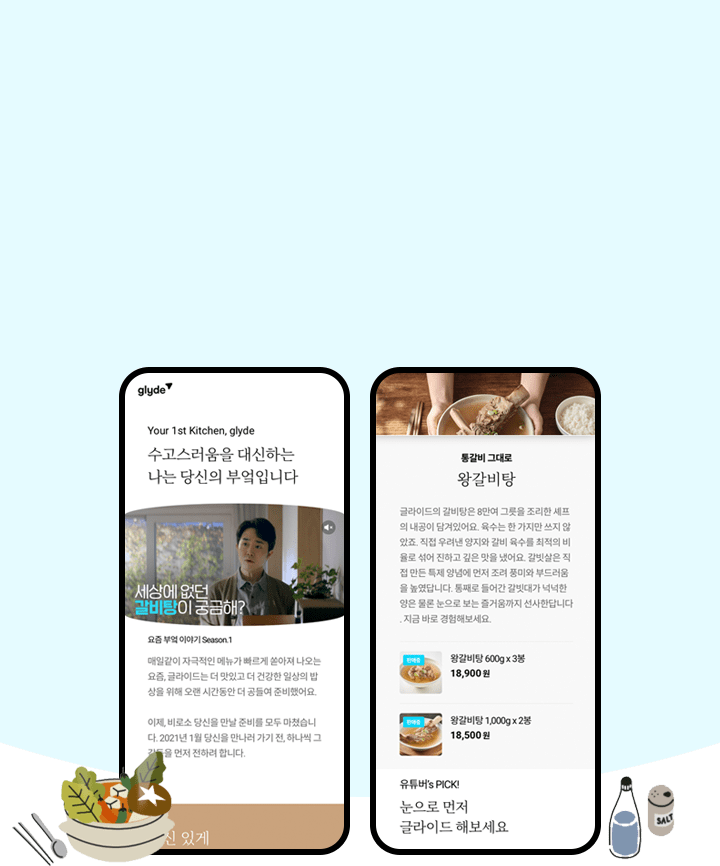 glyde
Your 1st Kitchen, glyde
수고스러움을 대신하는
나는 당신의 부엌입니다
세상에 없던
갈비탕이 궁금해?
요즘 부엌 이야기 Season.1
매일같이 자극적인 메뉴가 빠르게 쏟아져 나오는
요즘, 글라이드는 더 맛있고 더 건강한 일상의 밥
상을 위해 오랜 시간동안 더 공들여 준비했어요.
이제, 비로소 당신을 만날 준비를 모두 마쳤습니
다. 2021년 1월 당신을 만나러 가기 전, 하나씩 그
먼저 전하려 합니다.
있게
통갈비 그대로
왕갈비탕
글라이드의 갈비탕은 8만여 그릇을 조리한 셰프
의 내공이 담겨있어요. 육수는 한 가지만 쓰지 않
았죠. 직접 우려낸 양지와 갈비 육수를 최적의 비
율로 섞어 진하고 깊은 맛을 냈어요. 갈빗살은 직
접 만든 특제 양념에 먼저 조려 풍미와 부드러움
을 높였답니다. 통째로 들어간 갈빗대가 넉넉한
양은 물론 눈으로 보는 즐거움까지 선사한답니다
. 지금 바로 경험해보세요.
판매중
왕갈비탕 600g x 3봉
18,900원
판매중
왕갈비탕 1,000g x 2봉
18,500원
유튜버's PICK!
눈으로 먼저
글라이드 해보세요
SALT